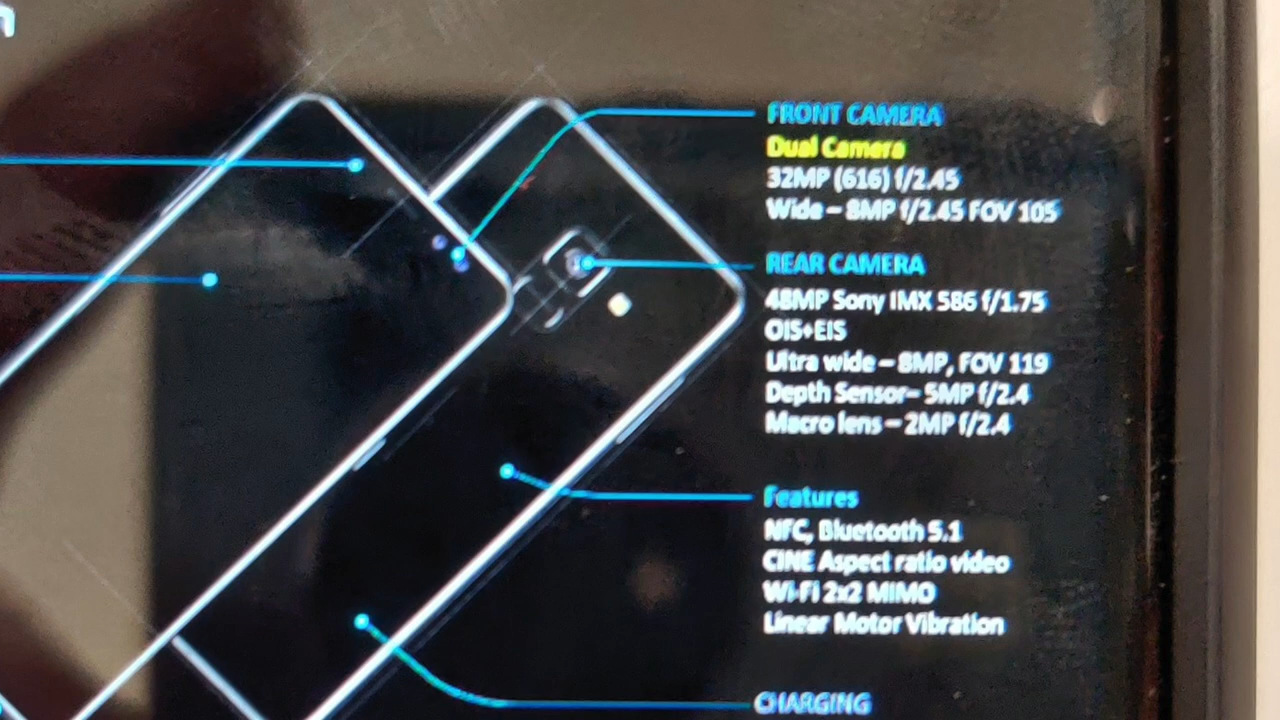 FRONT CAMERA
Dual Camera
32MP (616) f/2.45
Wide – 8MP f/2.45 FOV 105
REAR CAMERA
48MP Sony IMX 586 f/1.75
OIS+EIS
Ultra wide – 8MP, FOV 119
Depth Sensor– 5MP f/2.4
Macro lens – 2MP f/2.4
Features
NFC, Bluetooth 5.1
CINE Aspect ratio video
Wi-Fi 2x2 MIMO
Linear Motor Vibration
CHARGING